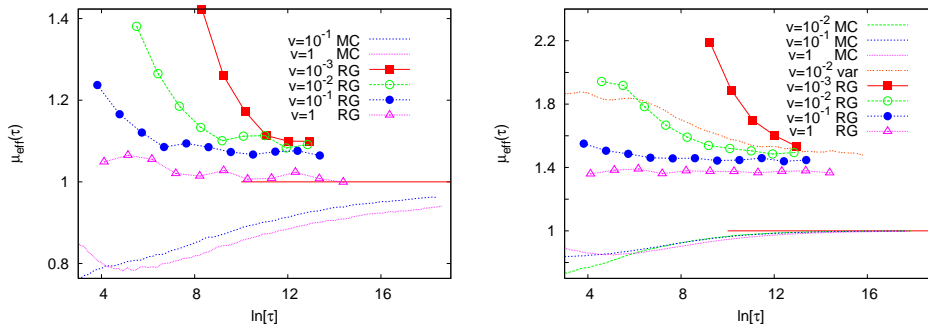 1.4
1.2
1
0.8
μeff(τ)
v=10-1 MC
v=1 MC
v=10-3 RG
v=10-2 RG
v=10-1 RG
v=1 RG
4 8 12 16
ln[τ]
2.2
1.8
1.4
1
μeff(τ)
v=10-2 MC
v=10-1 MC
v=1 MC
v=10-2 var
v=10-3 RG
v=10-2 RG
v=10-1 RG
v=1 RG
4 8 12 16
ln[τ]